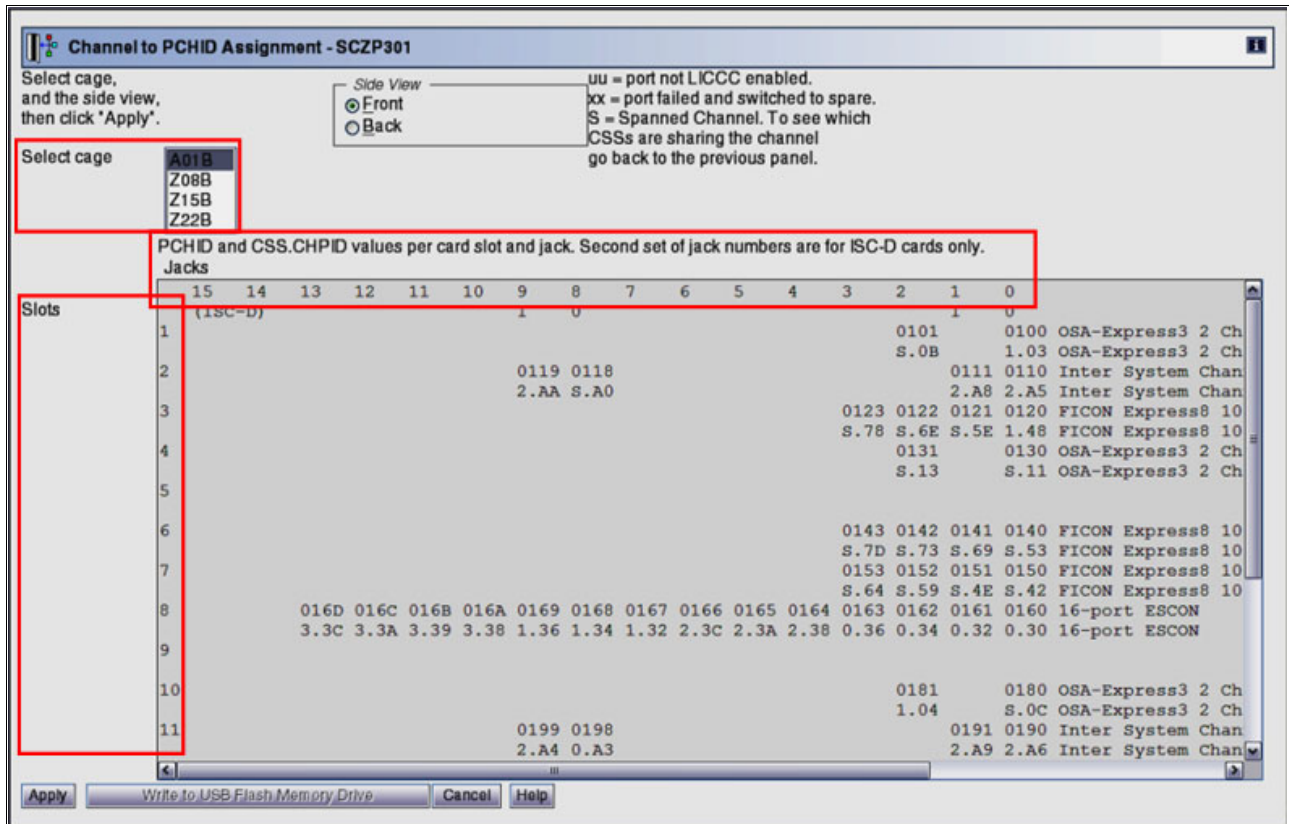 Channel to PCHID Assignment - SCZP301
Select cage,
and the side view,
then click "Apply".
Side View
Front
Back
uu = port not LICCC enabled.
xx = port failed and switched to spare.
S = Spanned Channel. To see which
CSSs are sharing the channel
go back to the previous panel.
Select cage
A01B
Z08B
Z15B
Z22B
PCHID and CSS.CHPID values per card slot and jack. Second set of jack numbers are for ISC-D cards only.
Jacks
Slots
15 14 13 12 11 10 9 8 7 6 5 4 3 2 1 0
(ISC-D) 1 0 1 0
1 0101 0100 OSA-Express3 2 Ch
S.0B 1.03 OSA-Express3 2 Ch
2 0119 0118 0111 0110 Inter System Chan
2.AA S.A0 2.A8 2.A5 Inter System Chan
3 0123 0122 0121 0120 FICON Express8 10
S.78 S.6E S.5E 1.48 FICON Express8 10
4 0131 0130 OSA-Express3 2 Ch
S.13 S.11 OSA-Express3 2 Ch
5
6 0143 0142 0141 0140 FICON Express8 10
S.7D S.73 S.69 S.53 FICON Express8 10
7 0153 0152 0151 0150 FICON Express8 10
S.64 S.59 S.4E S.42 FICON Express8 10
8 016D 016C 016B 016A 0169 0168 0167 0166 0165 0164 0163 0162 0161 0160 16-port ESCON
3.3C 3.3A 3.39 3.38 1.36 1.34 1.32 2.3C 2.3A 2.38 0.36 0.34 0.32 0.30 16-port ESCON
9
10 0181 0180 OSA-Express3 2 Ch
1.04 S.0C OSA-Express3 2 Ch
11 0199 0198 0191 0190 Inter System Chan
2.A4 0.A3 2.A9 2.A6 Inter System Chan
Apply Write to USB Flash Memory Drive Cancel Help